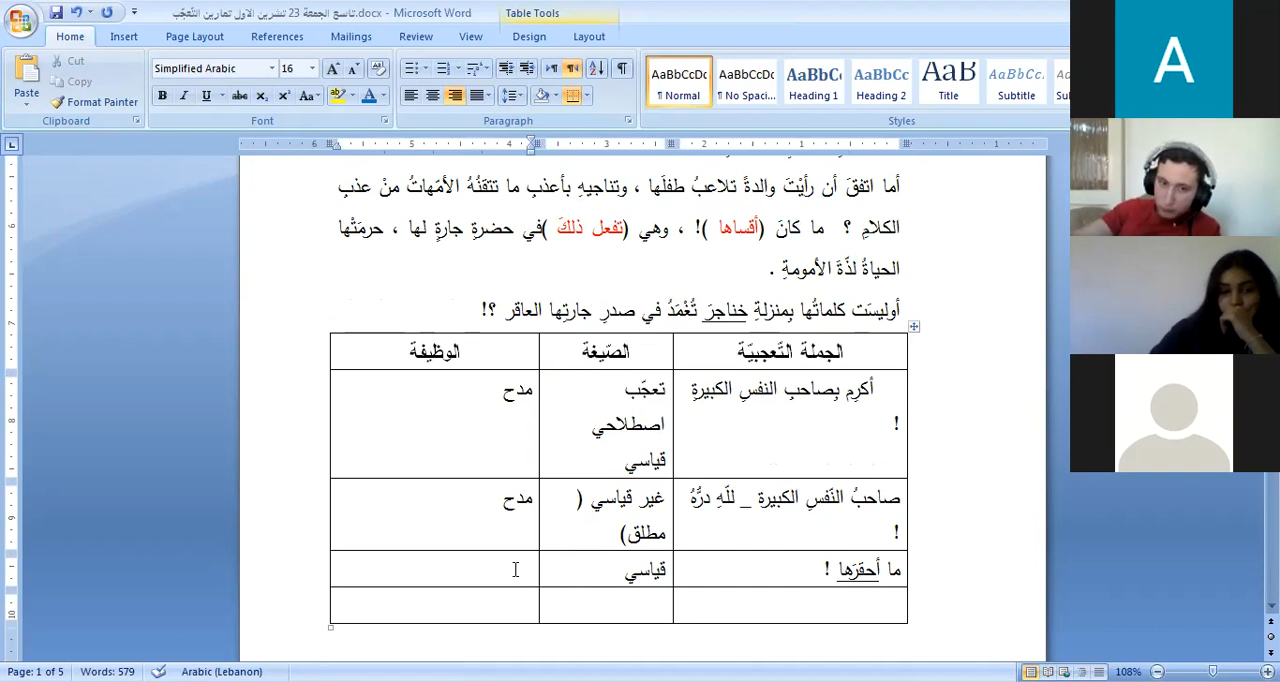 تاسع الجمعة 23 تشرين الاول تمارين التّعجّب.docx - Microsoft Word
Table Tools
Home
Insert
Page Layout
References
Mailings
Review
View
Design
Layout
Paste
Cut
Copy
Format Painter
Clipboard
Simplified Arabic
16
Font
Paragraph
AaBbCcDc
¶ Normal
AaBbCcDc
¶ No Spaci...
AaBbC
Heading 1
AaBbCc
Heading 2
AaB
Title
AaBbCc
Subtitle
Styles
A
أما اتفقَ أن رأيْتَ والدةً تلاعبُ طفلَها ، وتناجيهِ بأعذبِ ما تتقنُهُ الأمّهاتُ منْ عذبِ
الكلامِ ؟ ما كانَ (أقساها )! ، وهي (تفعل ذلكَ )في حضرةِ جارةٍ لها ، حرمَتْها
الحياةُ لذّةَ الأمومةِ .
أوليسَت كلماتُها بِمنزلةِ خناجرَ تُغْمَدُ في صدرِ جارتِها العاقر ؟!
الجملة التّعجبيّة
الصّيغة
الوظيفة
أكرِم بِصاحبِ النفسِ الكبيرةِ
!
تعجّب
اصطلاحي
قياسي
مدح
صاحبُ النّفسِ الكبيرة _ للّهِ درُّهُ
!
غير قياسي (
مطلق)
مدح
ما أحقرَها !
قياسي
Page: 1 of 5
Words: 579
Arabic (Lebanon)
108%